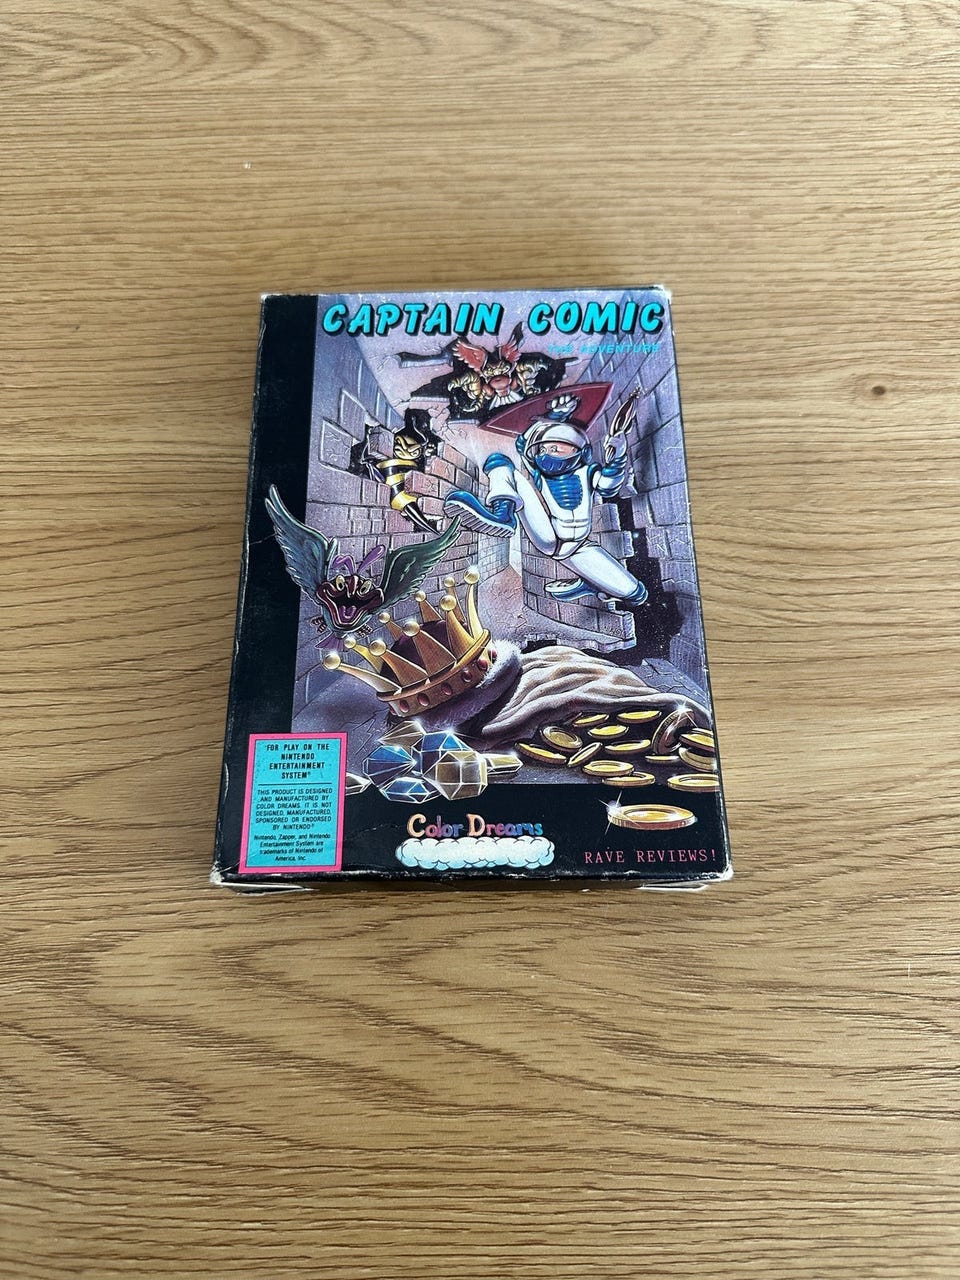 CAPTAIN COMIC
THE ADVENTURE
FOR PLAY ON THE
NINTENDO
ENTERTAINMENT
SYSTEM®
THIS PRODUCT IS DESIGNED
AND MANUFACTURED BY
COLOR DREAMS. IT IS NOT
DESIGNED, MANUFACTURED,
SPONSORED OR ENDORSED
BY NINTENDO®
Nintendo, Zapper, and Nintendo
Entertainment System are
trademarks of Nintendo of
America, Inc.
Color Dreams
RAVE REVIEWS!